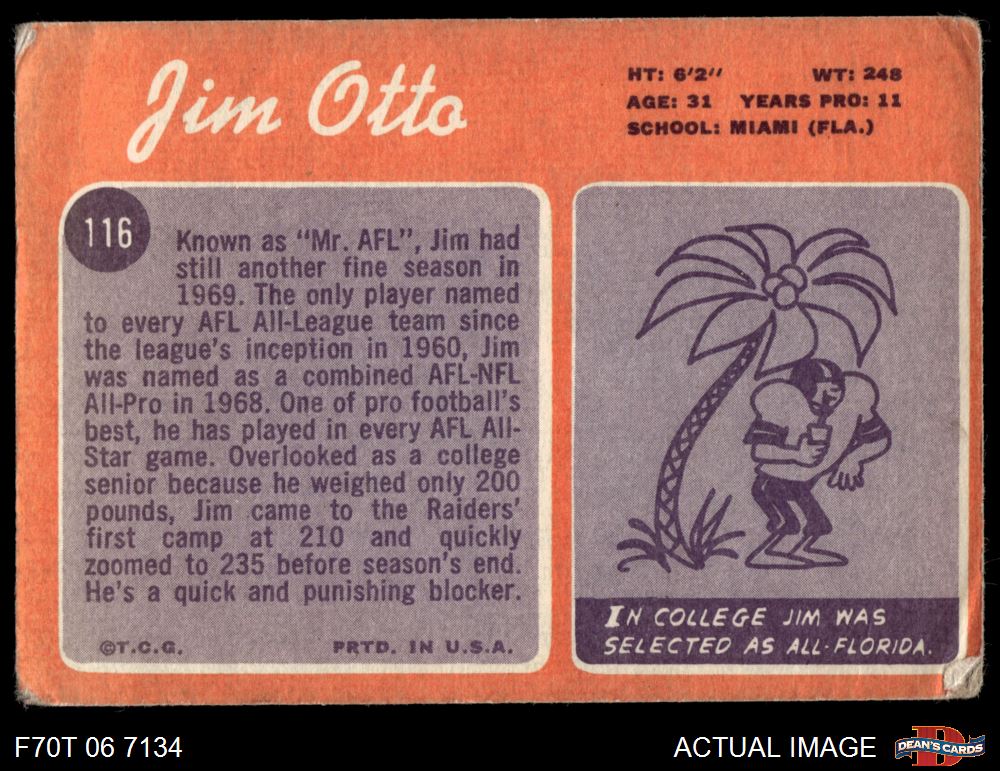 Jim Otto
HT: 6'2" WT: 248
AGE: 31 YEARS PRO: 11
SCHOOL: MIAMI (FLA.)
116
Known as "Mr. AFL", Jim had
still another fine season in
1969. The only player named
to every AFL All-League team since
the league's inception in 1960, Jim
was named as a combined AFL-NFL
All-Pro in 1968. One of pro football's
best, he has played in every AFL All-
Star game. Overlooked as a college
senior because he weighed only 200
pounds, Jim came to the Raiders'
first camp at 210 and quickly
zoomed to 235 before season's end.
He's a quick and punishing blocker.
©T.C.G. PRTD. IN U.S.A.
IN COLLEGE JIM WAS
SELECTED AS ALL-FLORIDA.
F70T 06 7134
ACTUAL IMAGE
D
DEAN'S CARDS